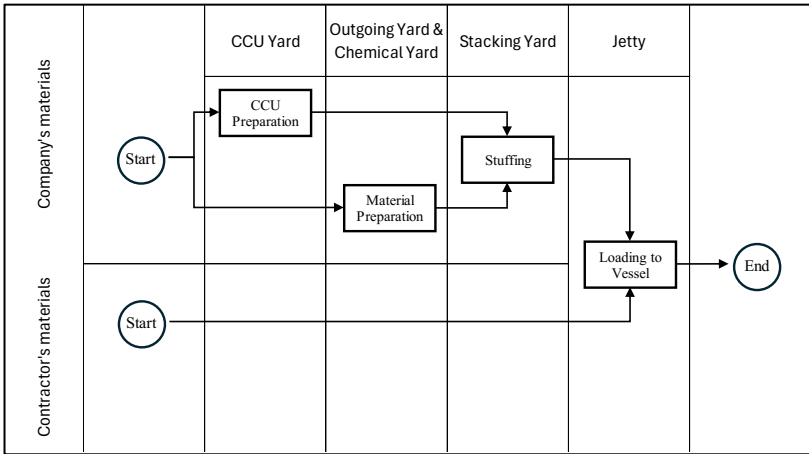 CCU Yard
Outgoing Yard &
Chemical Yard
Stacking Yard
Jetty
Company's materials
Start
CCU
Preparation
Material
Preparation
Stuffing
Loading to
Vessel
End
Contractor's materials
Start